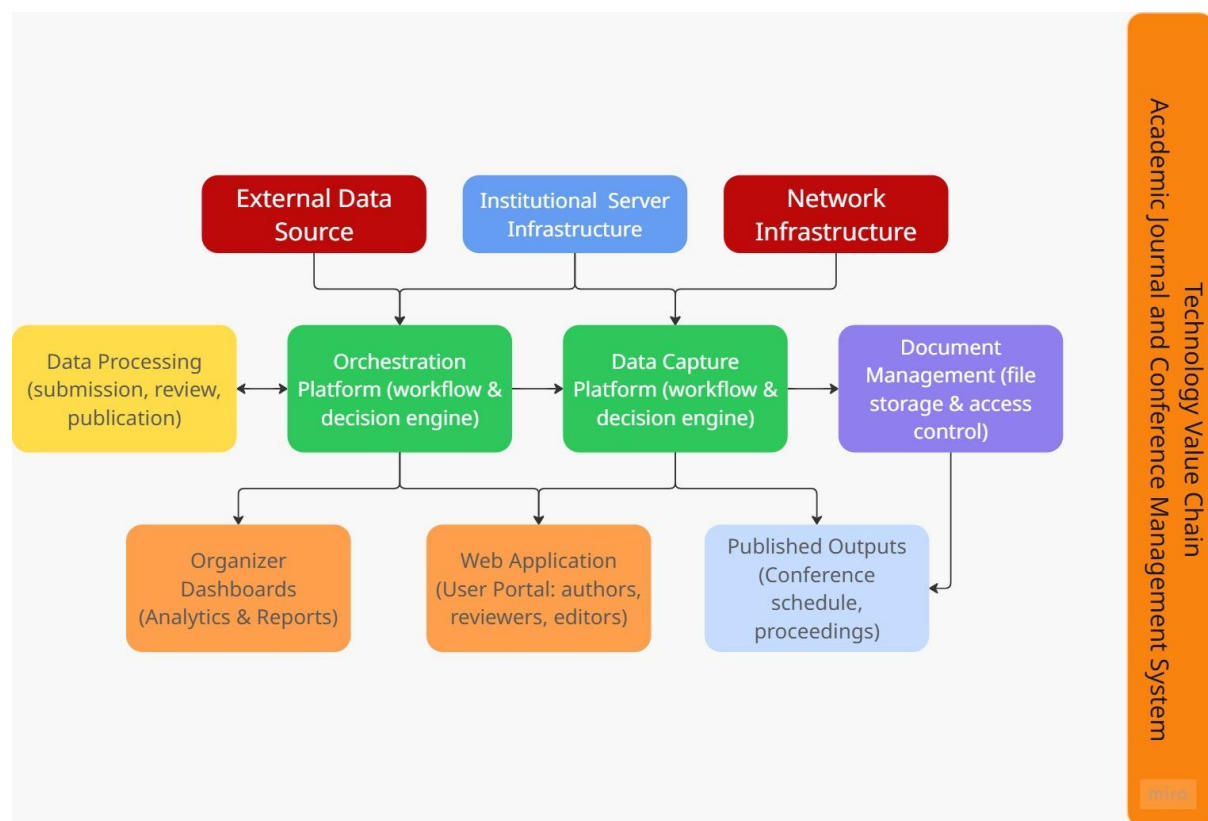 External Data
Source
Institutional Server
Infrastructure
Network
Infrastructure
Data Processing
(submission, review,
publication)
Orchestration
Platform (workflow &
decision engine)
Data Capture
Platform (workflow &
decision engine)
Document
Management (file
storage & access
control)
Organizer
Dashboards
(Analytics & Reports)
Web Application
(User Portal: authors,
reviewers, editors)
Published Outputs
(Conference
schedule,
proceedings)
Technology Value Chain
Academic Journal and Conference Management System
miro